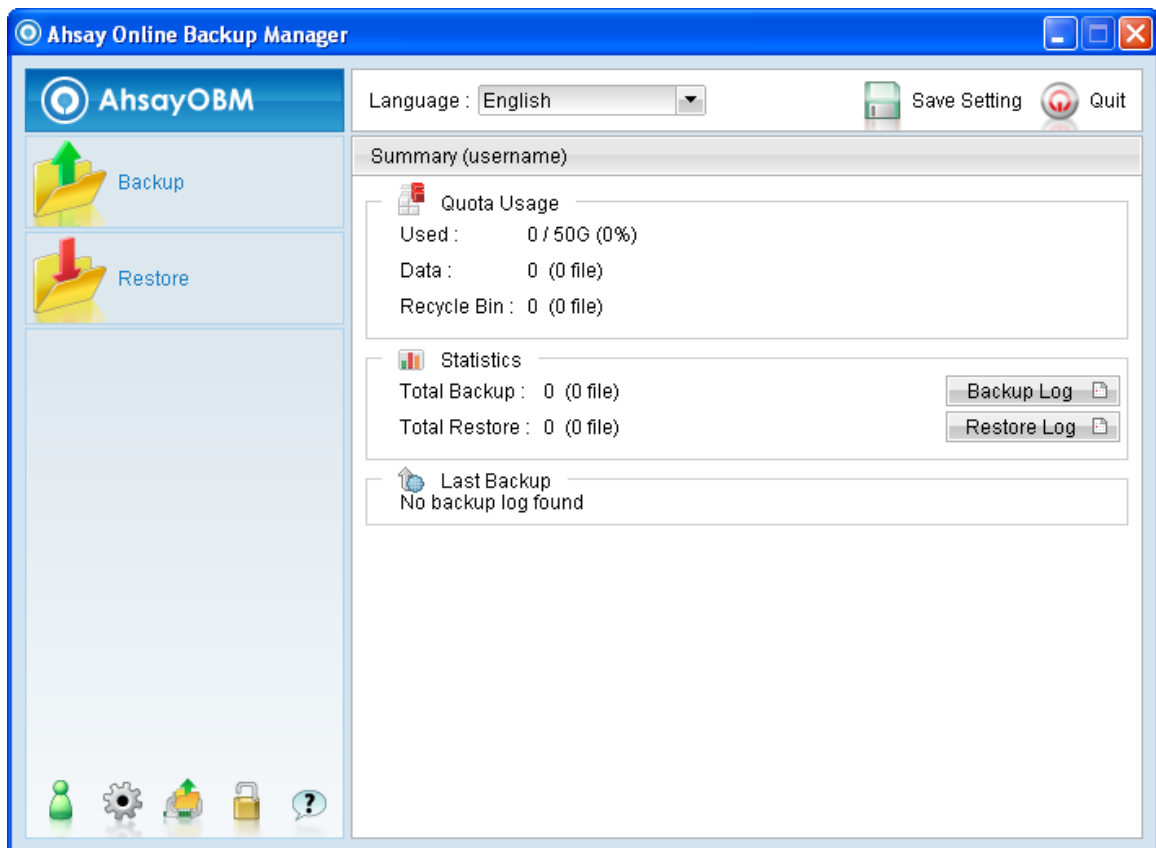 Ahsay Online Backup Manager
AhsayOBM
Language : English
Save Setting
Quit
Backup
Restore
Summary (username)
Quota Usage
Used : 0 / 50G (0%)
Data : 0 (0 file)
Recycle Bin : 0 (0 file)
Statistics
Total Backup : 0 (0 file)
Backup Log
Total Restore : 0 (0 file)
Restore Log
Last Backup
No backup log found
?